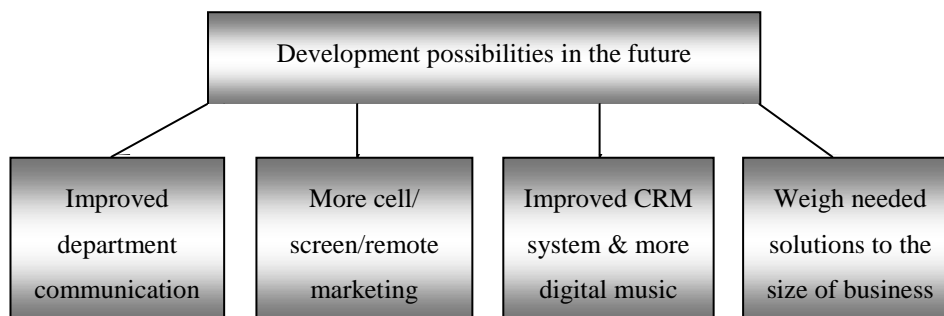 Development possibilities in the future
Improved
department
communication
More cell/
screen/remote
marketing
Improved CRM
system & more
digital music
Weigh needed
solutions to the
size of business